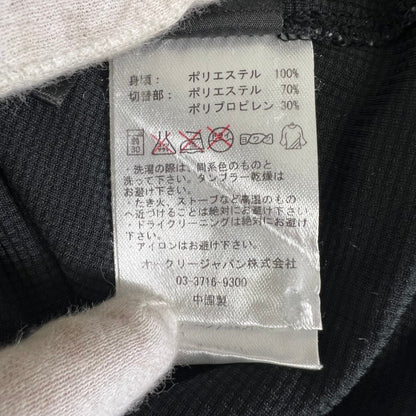 身頃： ポリエステル 100%
切替部： ポリエステル 70%
ポリプロピレン 30%
・洗濯の際は、同系色のものと
洗って下さい。タンブラー乾燥は
お避け下さい。
・たき火、ストーブなど高温のもの
へ近づけることは絶対にお避け下さい。
・ドライクリーニングは絶対にお避け
下さい。
・アイロンはお避け下さい。
オークリージャパン株式会社
03-3716-9300
中国製